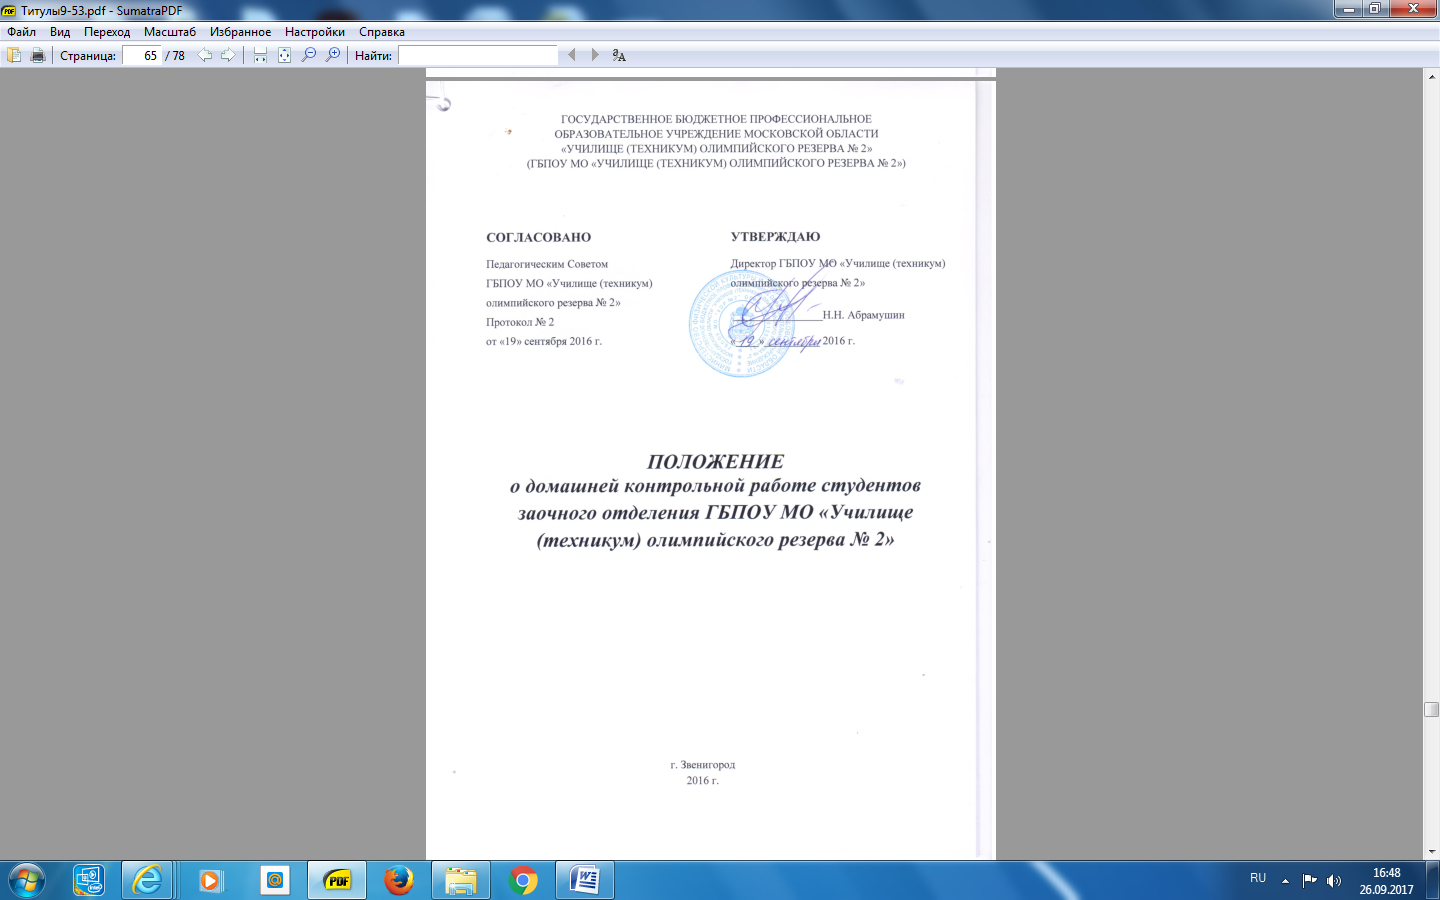 Титулы9-53.pdf - SumatraPDF
Файл Вид Переход Масштаб Избранное Настройки Справка
Страница: 65 / 78 Найти:
ГОСУДАРСТВЕННОЕ БЮДЖЕТНОЕ ПРОФЕССИОНАЛЬНОЕ
ОБРАЗОВАТЕЛЬНОЕ УЧРЕЖДЕНИЕ МОСКОВСКОЙ ОБЛАСТИ
«УЧИЛИЩЕ (ТЕХНИКУМ) ОЛИМПИЙСКОГО РЕЗЕРВА № 2»
(ГБПОУ МО «УЧИЛИЩЕ (ТЕХНИКУМ) ОЛИМПИЙСКОГО РЕЗЕРВА № 2»)
СОГЛАСОВАНО
Педагогическим Советом
ГБПОУ МО «Училище (техникум)
олимпийского резерва № 2»
Протокол № 2
от «19» сентября 2016 г.
УТВЕРЖДАЮ
Директор ГБПОУ МО «Училище (техникум)
олимпийского резерва № 2»
Н.Н. Абрамушин
«19» сентября 2016 г.
ПОЛОЖЕНИЕ
о домашней контрольной работе студентов
заочного отделения ГБПОУ МО «Училище
(техникум) олимпийского резерва № 2»
г. Звенигород
2016 г.
RU
16:48
26.09.2017